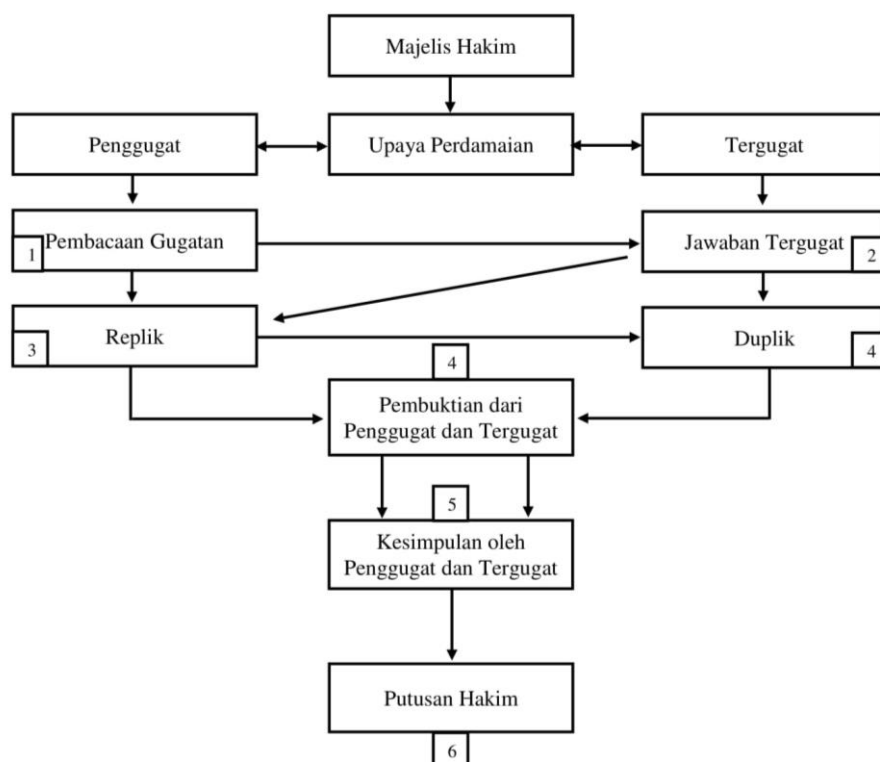 Majelis Hakim
Penggugat
Upaya Perdamaian
Tergugat
Pembacaan Gugatan
1
Jawaban Tergugat
2
Replik
3
Duplik
4
4
Pembuktian dari
Penggugat dan Tergugat
5
Kesimpulan oleh
Penggugat dan Tergugat
Putusan Hakim
6